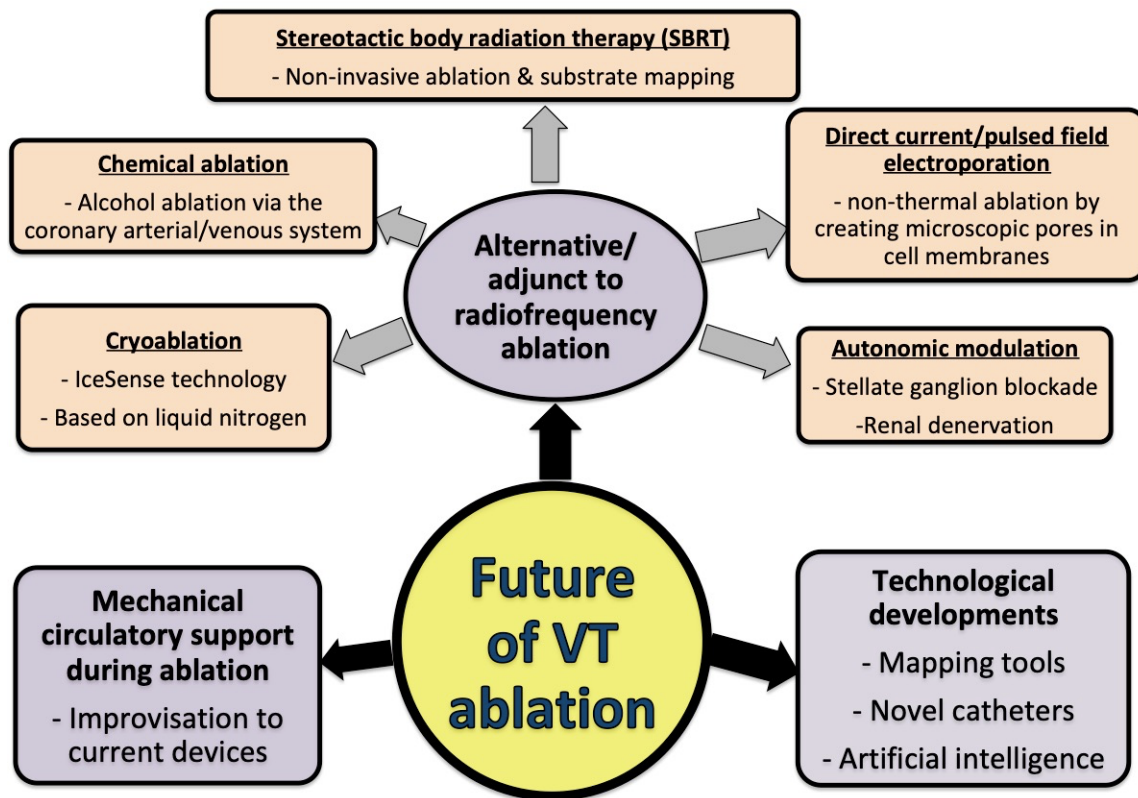 Stereotactic body radiation therapy (SBRT)
- Non-invasive ablation & substrate mapping
Chemical ablation
- Alcohol ablation via the
coronary arterial/venous system
Direct current/pulsed field
electroporation
- non-thermal ablation by
creating microscopic pores in
cell membranes
Alternative/
adjunct to
radiofrequency
ablation
Cryoablation
- IceSense technology
- Based on liquid nitrogen
Autonomic modulation
- Stellate ganglion blockade
-Renal denervation
Future
of VT
ablation
Mechanical
circulatory support
during ablation
- Improvisation to
current devices
Technological
developments
- Mapping tools
- Novel catheters
- Artificial intelligence